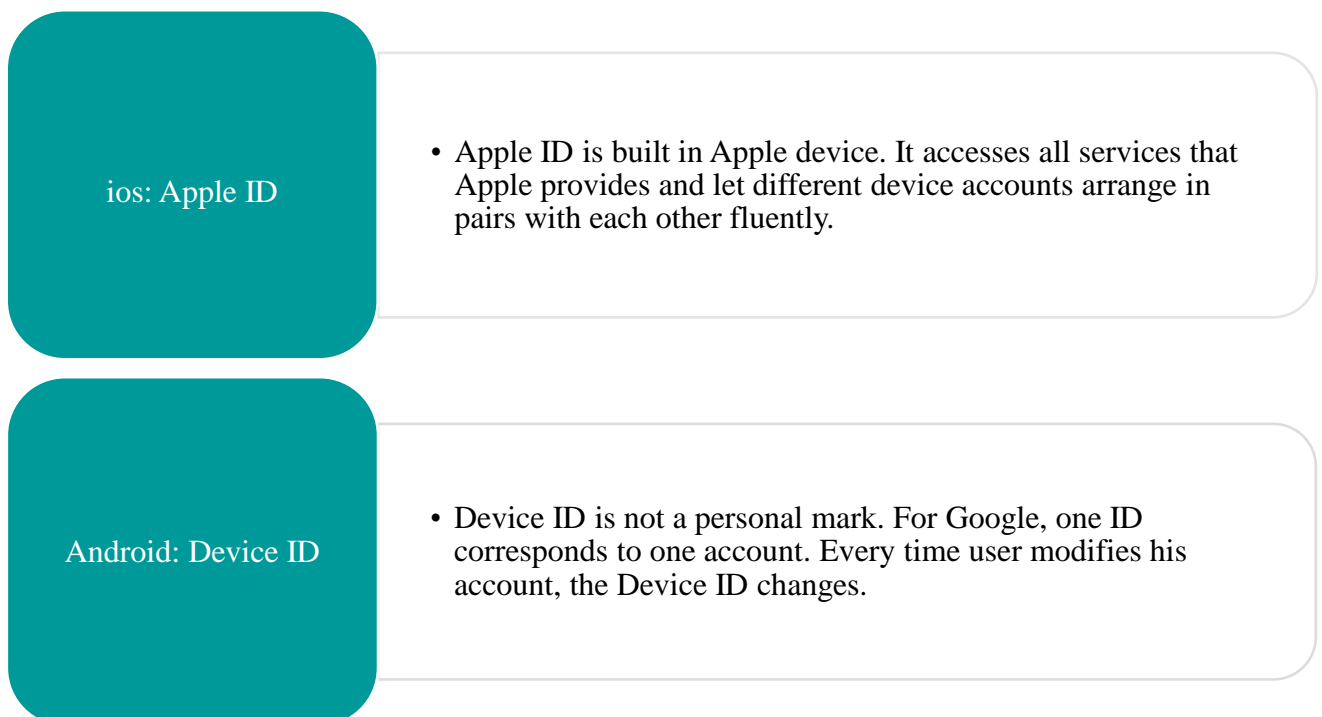 ios: Apple ID
• Apple ID is built in Apple device. It accesses all services that
Apple provides and let different device accounts arrange in
pairs with each other fluently.
Android: Device ID
• Device ID is not a personal mark. For Google, one ID
corresponds to one account. Every time user modifies his
account, the Device ID changes.